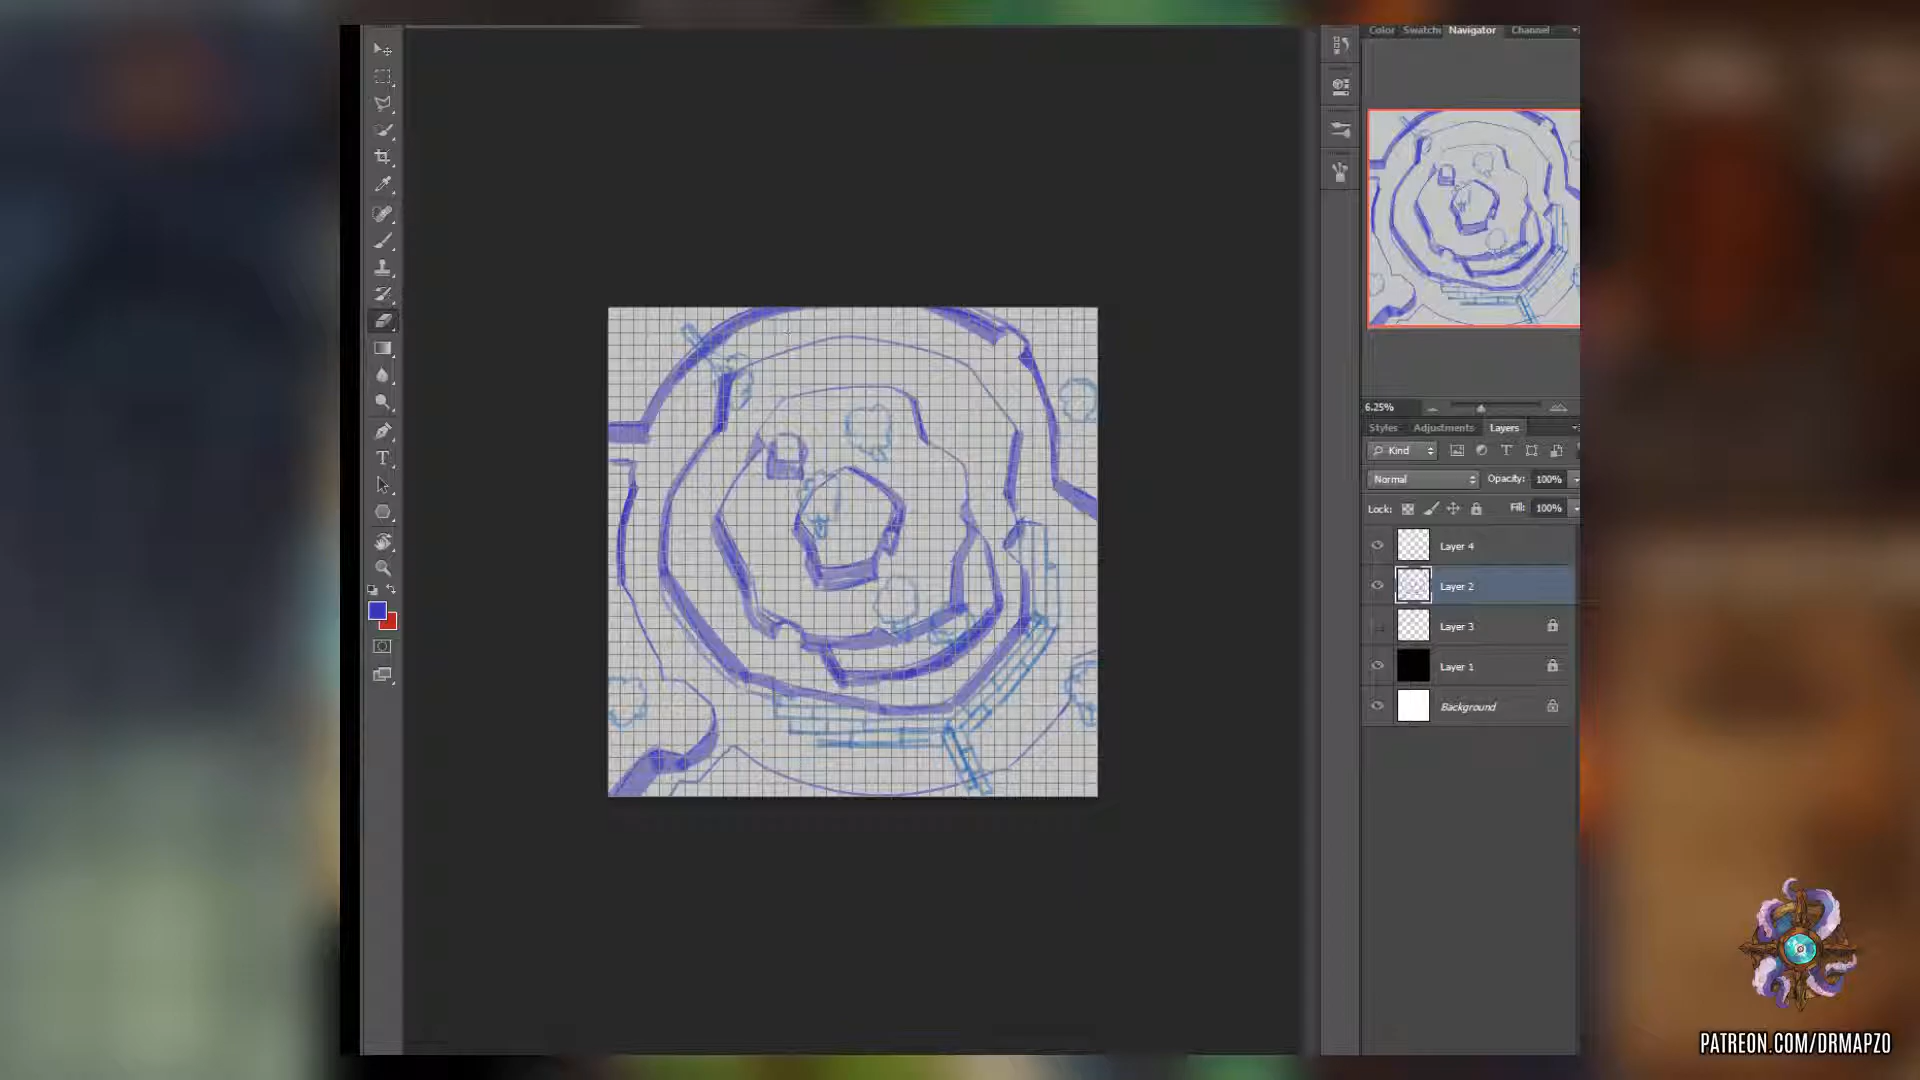 Color Swatch Navigator Channel
6.25%
Styles Adjustments Layers
Kind
Normal Opacity: 100%
Lock: Fill: 100%
Layer 4
Layer 2
Layer 3
Layer 1
Background
PATREON.COM/DRMAPZO